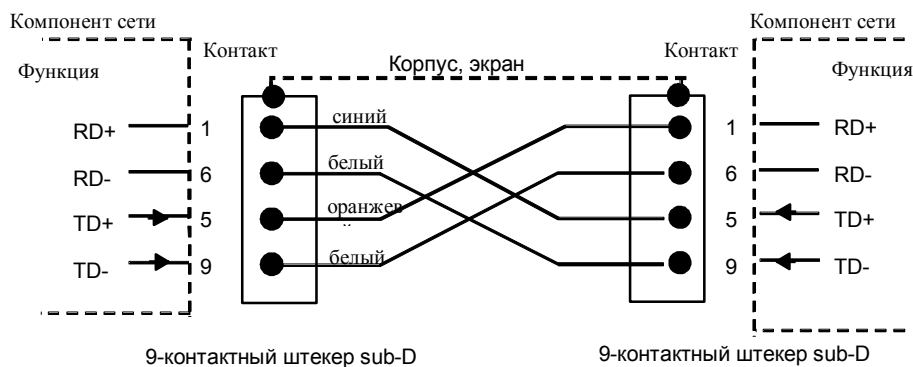 Компонент сети
Компонент сети
Контакт
Корпус, экран
Контакт
Функция
Функция
RD+ 1 синий 1 RD+
RD- 6 белый 6 RD-
TD+ 5 оранжев 5 TD+
TD- 9 белый 9 TD-
9-контактный штекер sub-D
9-контактный штекер sub-D